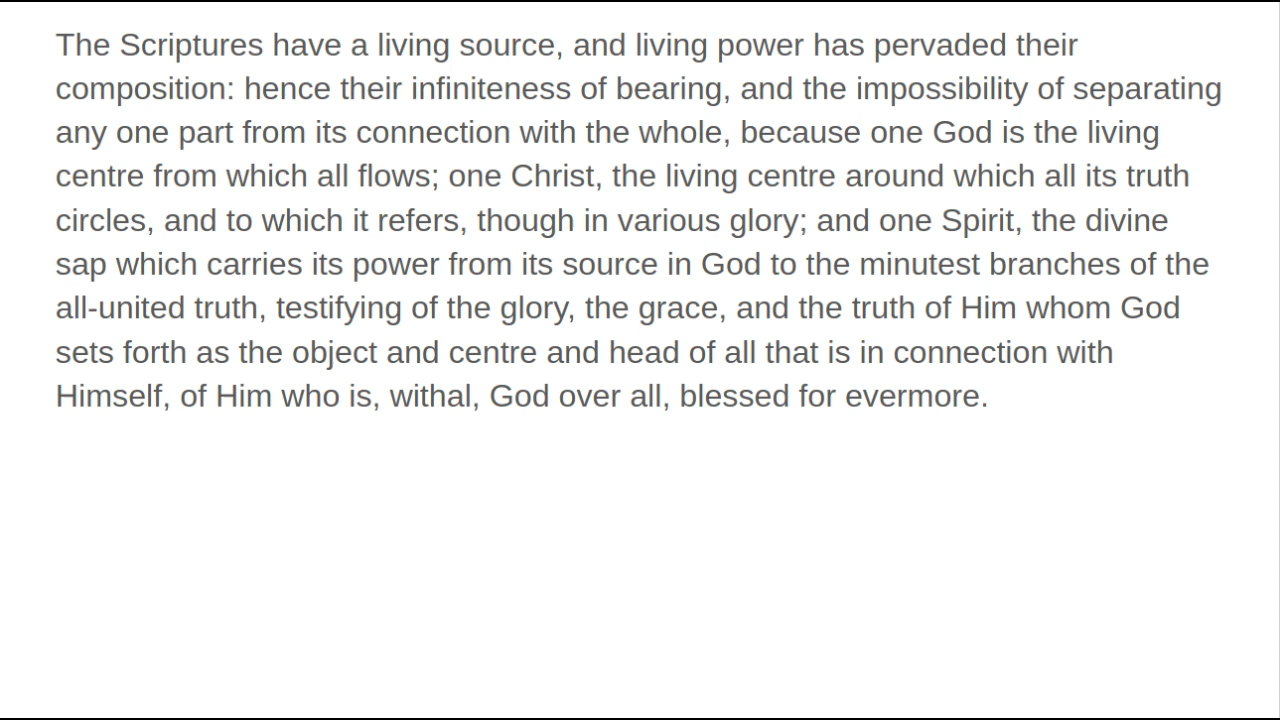 The Scriptures have a living source, and living power has pervaded their
composition: hence their infiniteness of bearing, and the impossibility of separating
any one part from its connection with the whole, because one God is the living
centre from which all flows; one Christ, the living centre around which all its truth
circles, and to which it refers, though in various glory; and one Spirit, the divine
sap which carries its power from its source in God to the minutest branches of the
all-united truth, testifying of the glory, the grace, and the truth of Him whom God
sets forth as the object and centre and head of all that is in connection with
Himself, of Him who is, withal, God over all, blessed for evermore.